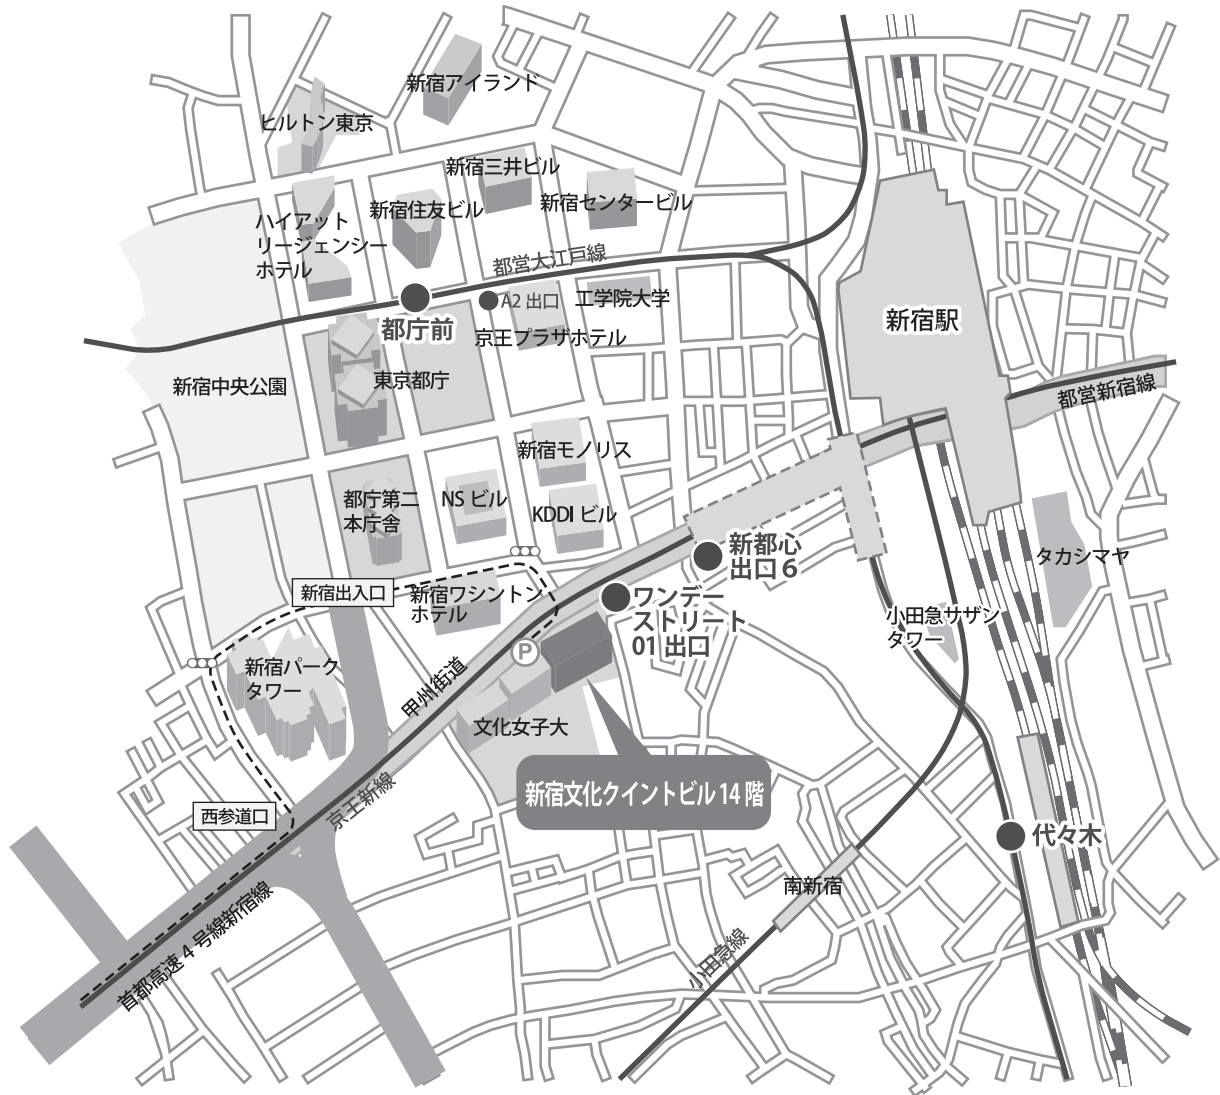 新宿アイランド
ヒルトン東京
新宿三井ビル
新宿センタービル
新宿住友ビル
ハイアット
リージェンシー
ホテル
都営大江戸線
都庁前
A2 出口
工学院大学
京王プラザホテル
新宿駅
新宿中央公園
東京都庁
都営新宿線
新宿モノリス
都庁第二
本庁舎
NS ビル
KDDI ビル
新都心
出口 6
タカシマヤ
新宿出入口
新宿ワシントン
ホテル
ワンデー
ストリート
01 出口
小田急サザン
タワー
P
新宿パーク
タワー
甲州街道
文化女子大
新宿文化クイントビル 14 階
京王新線
西参道口
代々木
南新宿
首都高速 4 号線新宿線
小田急線